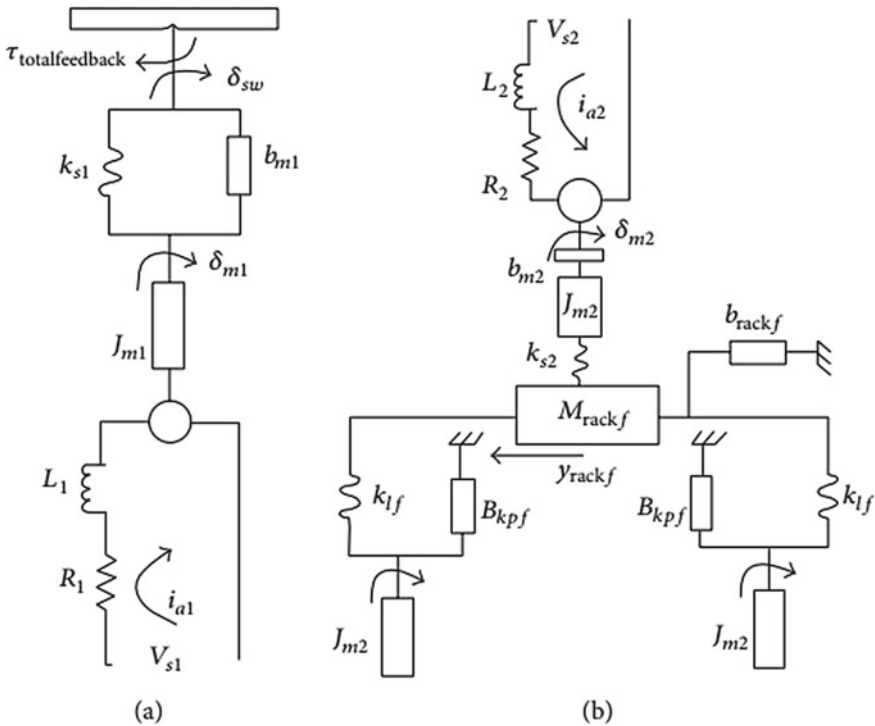 τtotalfeedback
δsw
ks1
bm1
δm1
Jm1
L1
R1
ia1
Vs1
(a)
Vs2
L2
ia2
R2
δm2
bm2
Jm2
brackf
ks2
Mrackf
yrackf
klf
Bkpf
Bkpf
klf
Jm2
Jm2
(b)